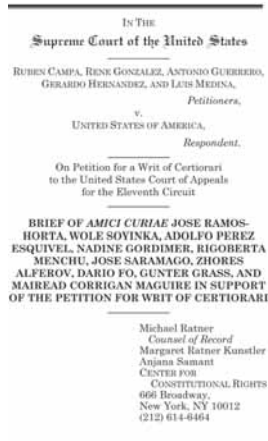 IN THE
Supreme Court of the United States
RUBEN CAMPA, RENE GONZALEZ, ANTONIO GUERRERO,
GERARDO HERNANDEZ, AND LUIS MEDINA,
Petitioners,
v.
UNITED STATES OF AMERICA,
Respondent.
On Petition for a Writ of Certiorari
to the United States Court of Appeals
for the Eleventh Circuit
BRIEF OF AMICI CURIAE JOSE RAMOS-
HORTA, WOLE SOYINKA, ADOLFO PEREZ
ESQUIVEL, NADINE GORDIMER, RIGOBERTA
MENCHU, JOSE SARAMAGO, ZHORES
ALFEROV, DARIO FO, GUNTER GRASS, AND
MAIREAD CORRIGAN MAGUIRE IN SUPPORT
OF THE PETITION FOR WRIT OF CERTIORARI
Michael Ratner
Counsel of Record
Margaret Ratner Kunstler
Anjana Samant
CENTER FOR
CONSTITUTIONAL RIGHTS
666 Broadway,
New York, NY 10012
(212) 614-6464